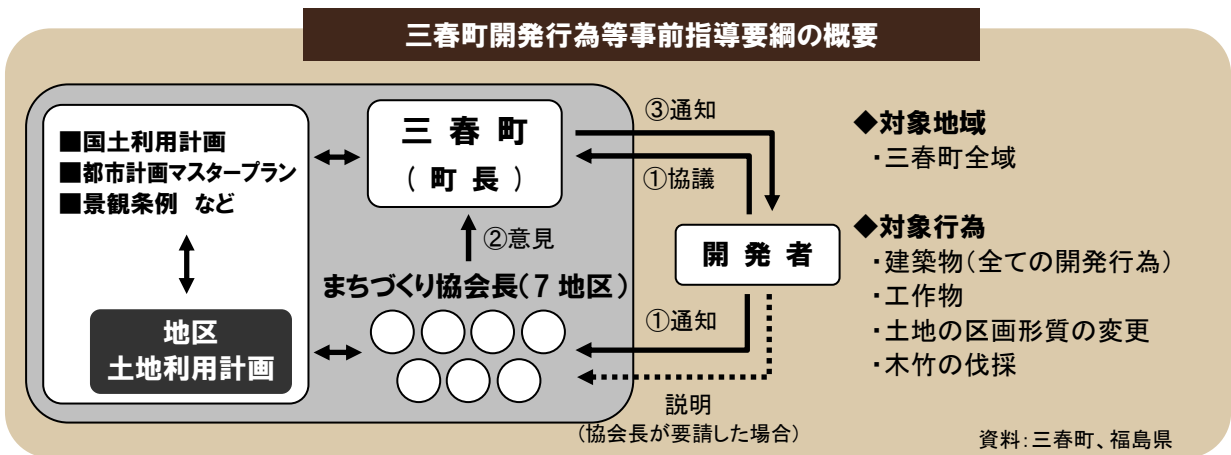 三春町開発行為等事前指導要綱の概要
■国土利用計画
■都市計画マスタープラン
■景観条例 など
地区
土地利用計画
三春町
(町長)
②意見
まちづくり協会長(7地区)
③通知
①協議
開発者
①通知
説明
(協会長が要請した場合)
◆対象地域
・三春町全域
◆対象行為
・建築物(全ての開発行為)
・工作物
・土地の区画形質の変更
・木竹の伐採
資料:三春町、福島県